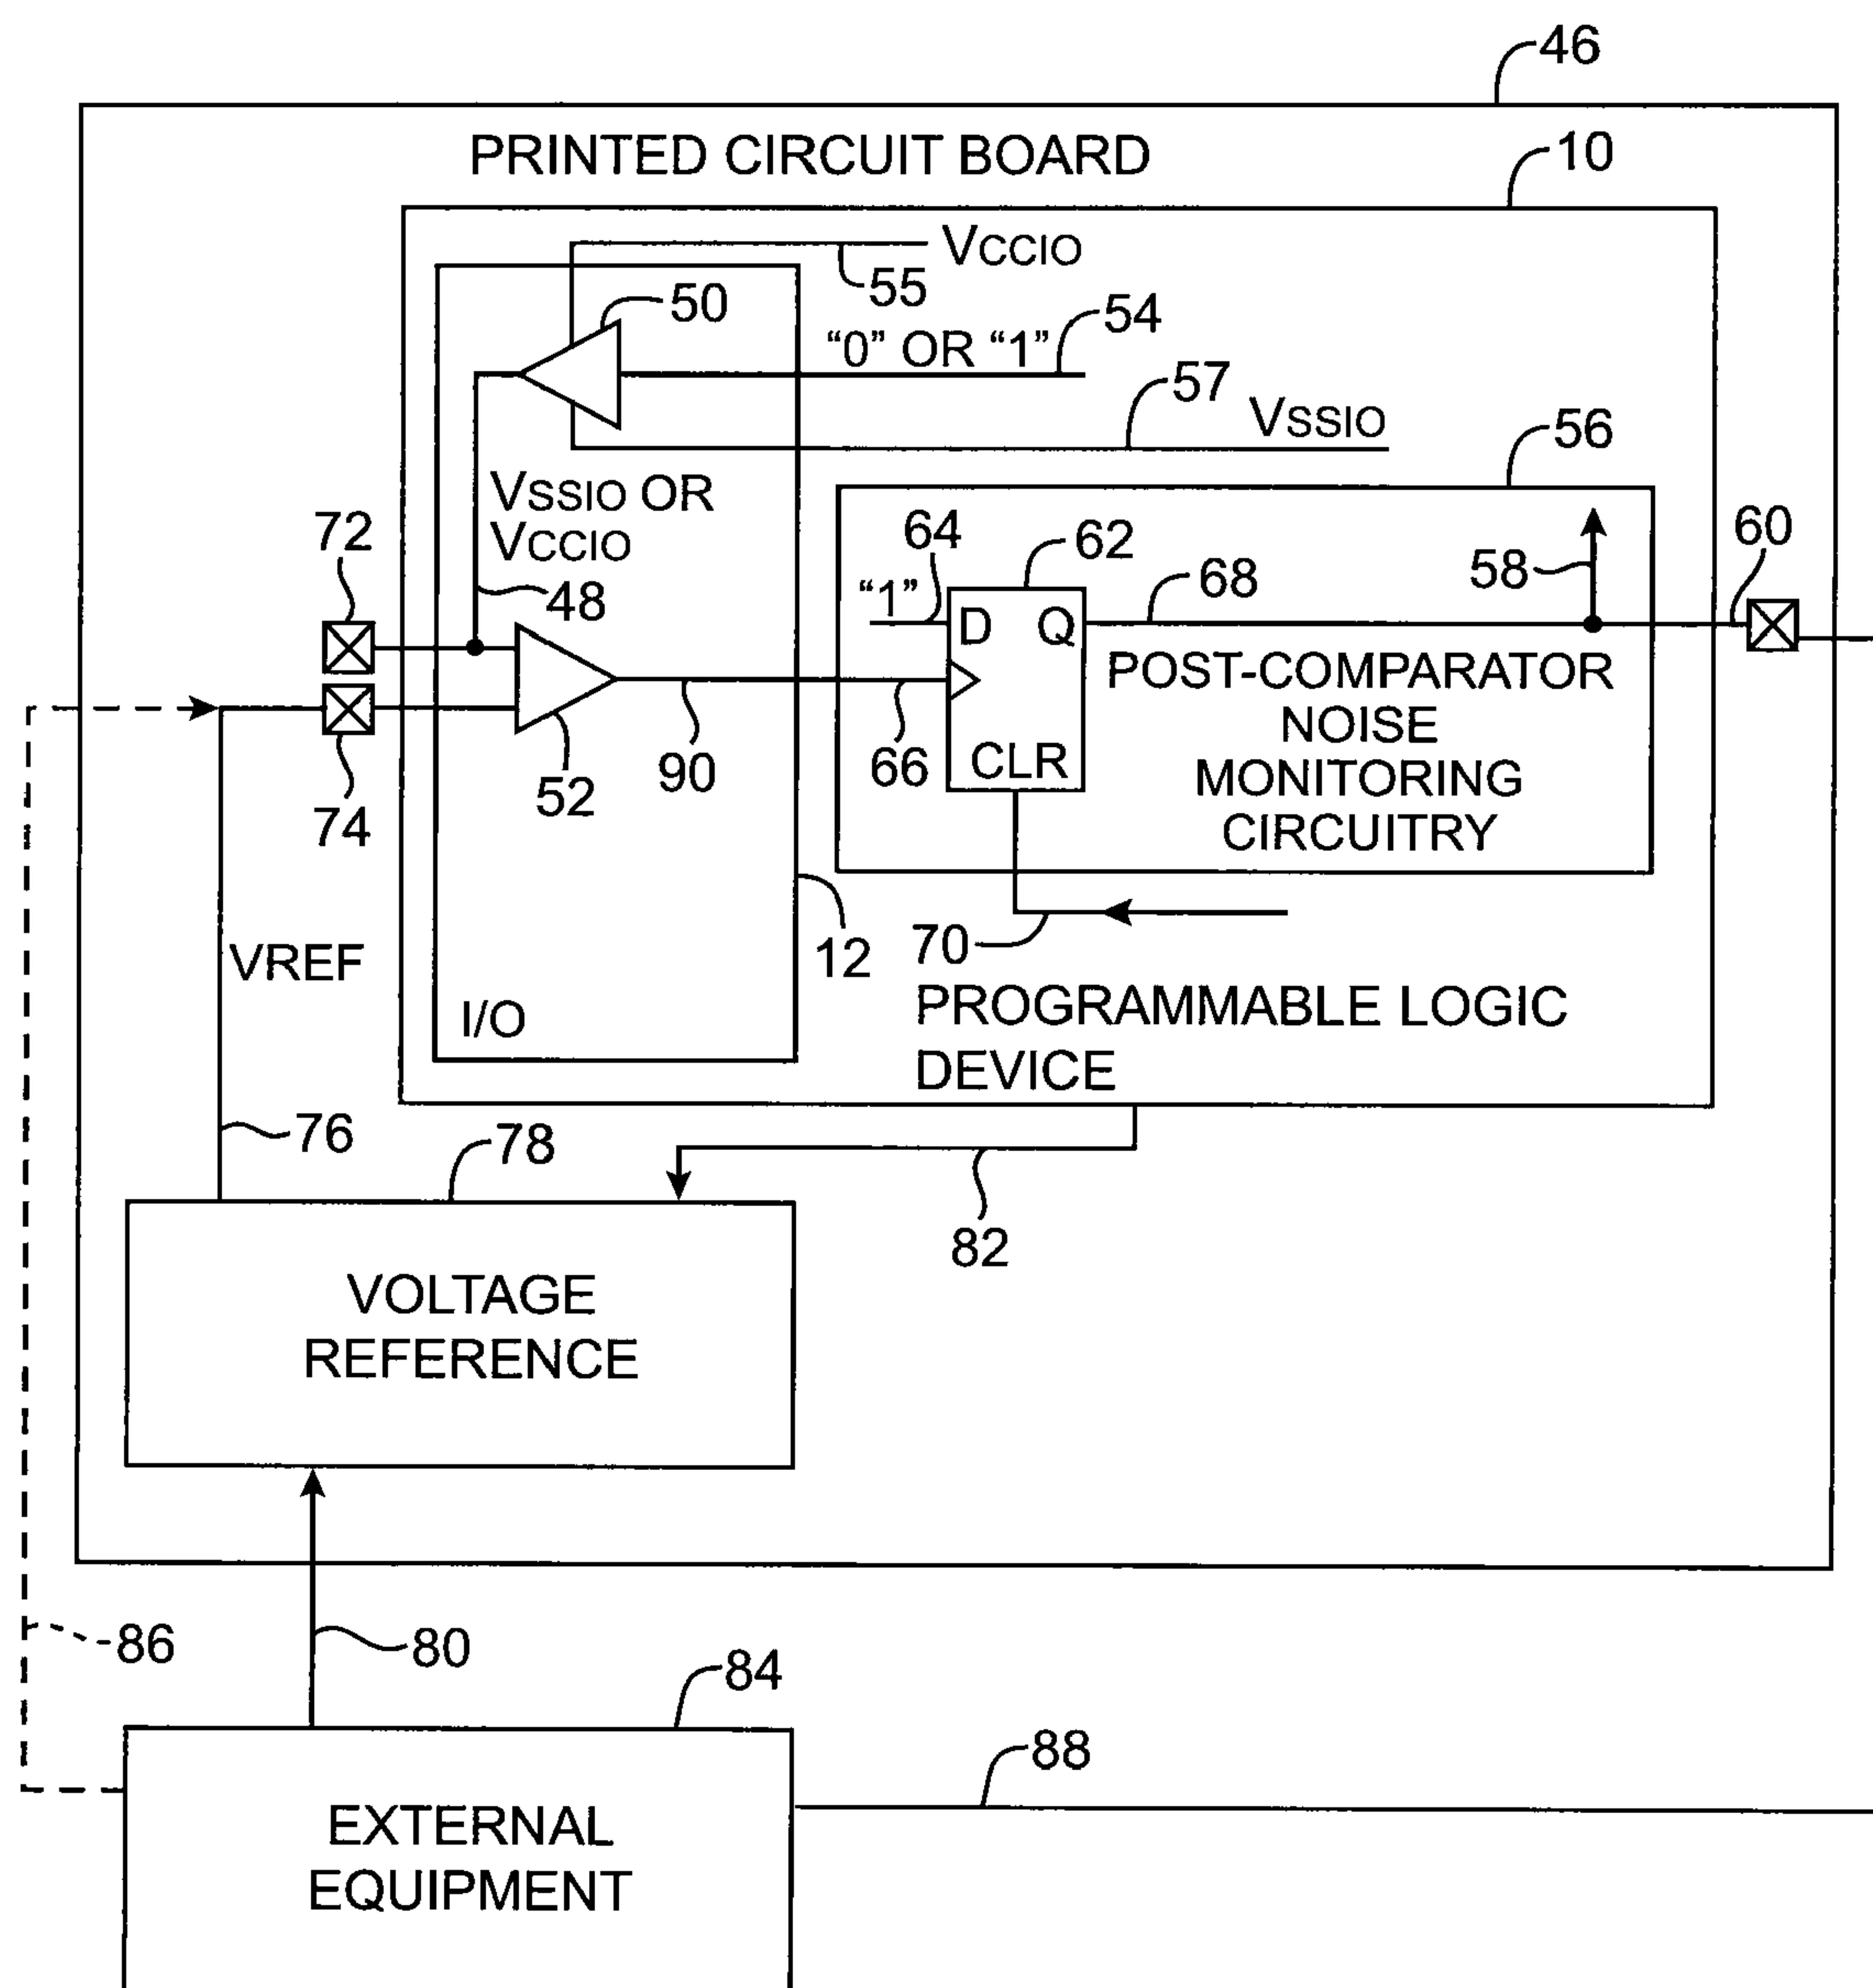 46
PRINTED CIRCUIT BOARD
10
VCCIO
55
50
"0" OR "1"
54
57
VSSIO
56
VSSIO OR
VCCIO
72
48
64
62
"1"
68
58
60
D Q
POST-COMPARATOR
NOISE
MONITORING
CIRCUITRY
CLR
52
90
66
74
70
12
VREF
I/O
PROGRAMMABLE LOGIC
DEVICE
76
78
82
VOLTAGE
REFERENCE
86
80
84
88
EXTERNAL
EQUIPMENT